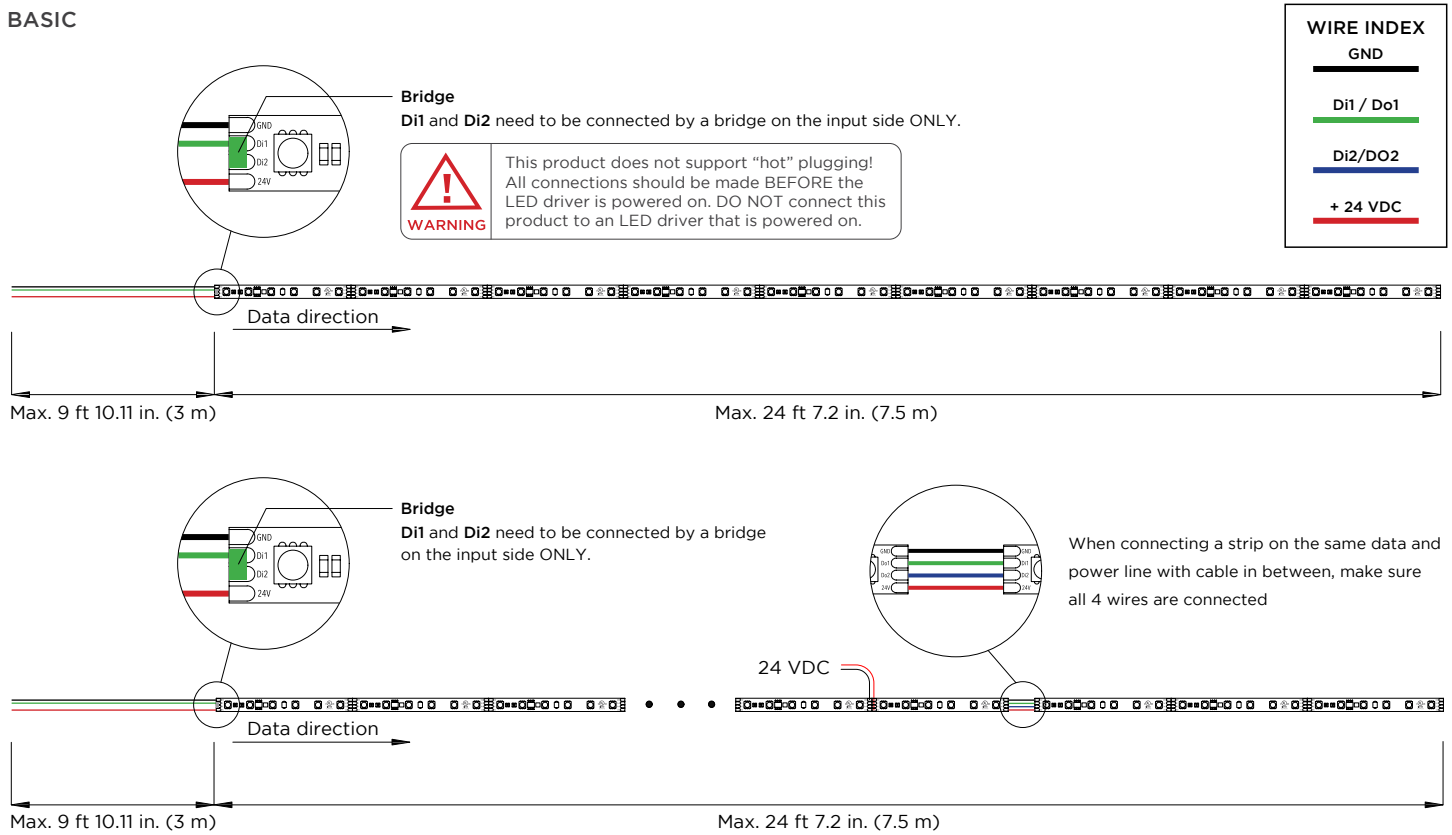 BASIC
WIRE INDEX
GND
Di1 / Do1
Di2/DO2
+ 24 VDC
Bridge
Di1 and Di2 need to be connected by a bridge on the input side ONLY.
GND
Di1
Di2
24V
WARNING
This product does not support “hot” plugging!
All connections should be made BEFORE the
LED driver is powered on. DO NOT connect this
product to an LED driver that is powered on.
Data direction
Max. 9 ft 10.11 in. (3 m)
Max. 24 ft 7.2 in. (7.5 m)
Bridge
Di1 and Di2 need to be connected by a bridge
on the input side ONLY.
GND
Di1
Di2
24V
GND
Do1
Do2
24V
GND
Di1
Di2
24V
When connecting a strip on the same data and
power line with cable in between, make sure
all 4 wires are connected
24 VDC
Data direction
Max. 9 ft 10.11 in. (3 m)
Max. 24 ft 7.2 in. (7.5 m)